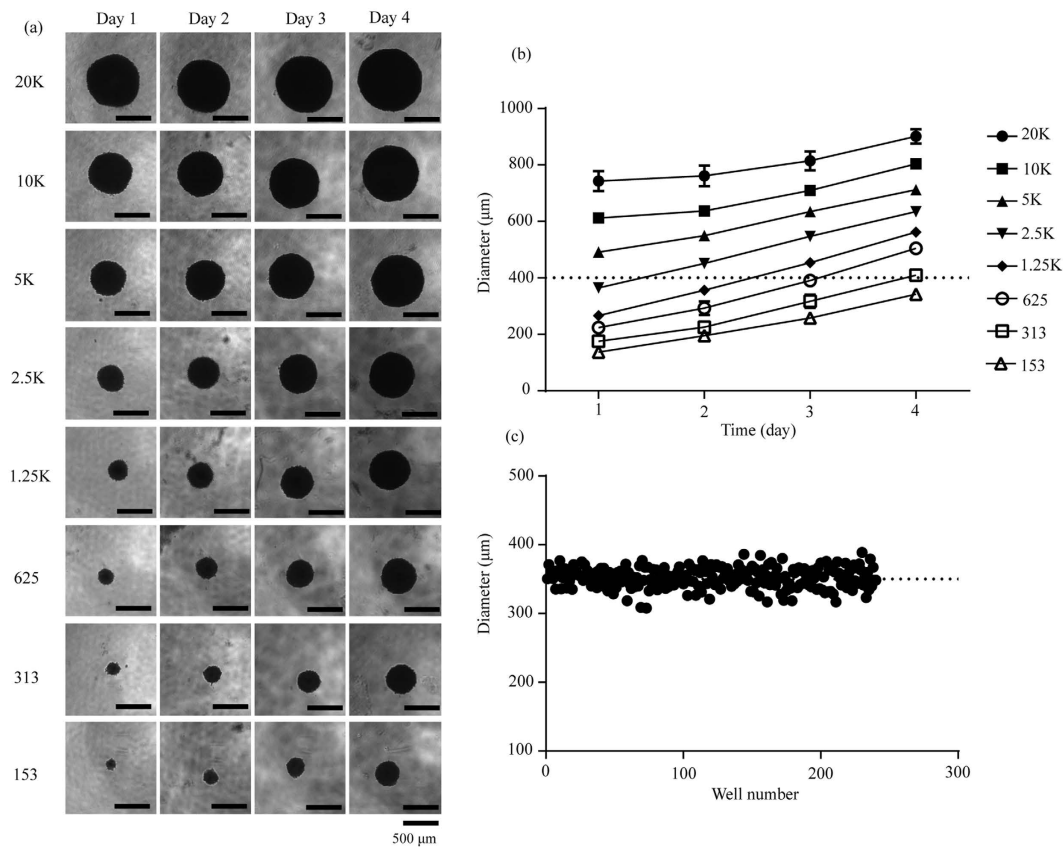 (a)
Day 1 Day 2 Day 3 Day 4
20K
10K
5K
2.5K
1.25K
625
313
153
500 μm
(b)
Diameter (μm)
1000
800
600
400
200
0
1 2 3 4
Time (day)
20K
10K
5K
2.5K
1.25K
625
313
153
(c)
Diameter (μm)
500
400
300
200
100
0 100 200 300
Well number